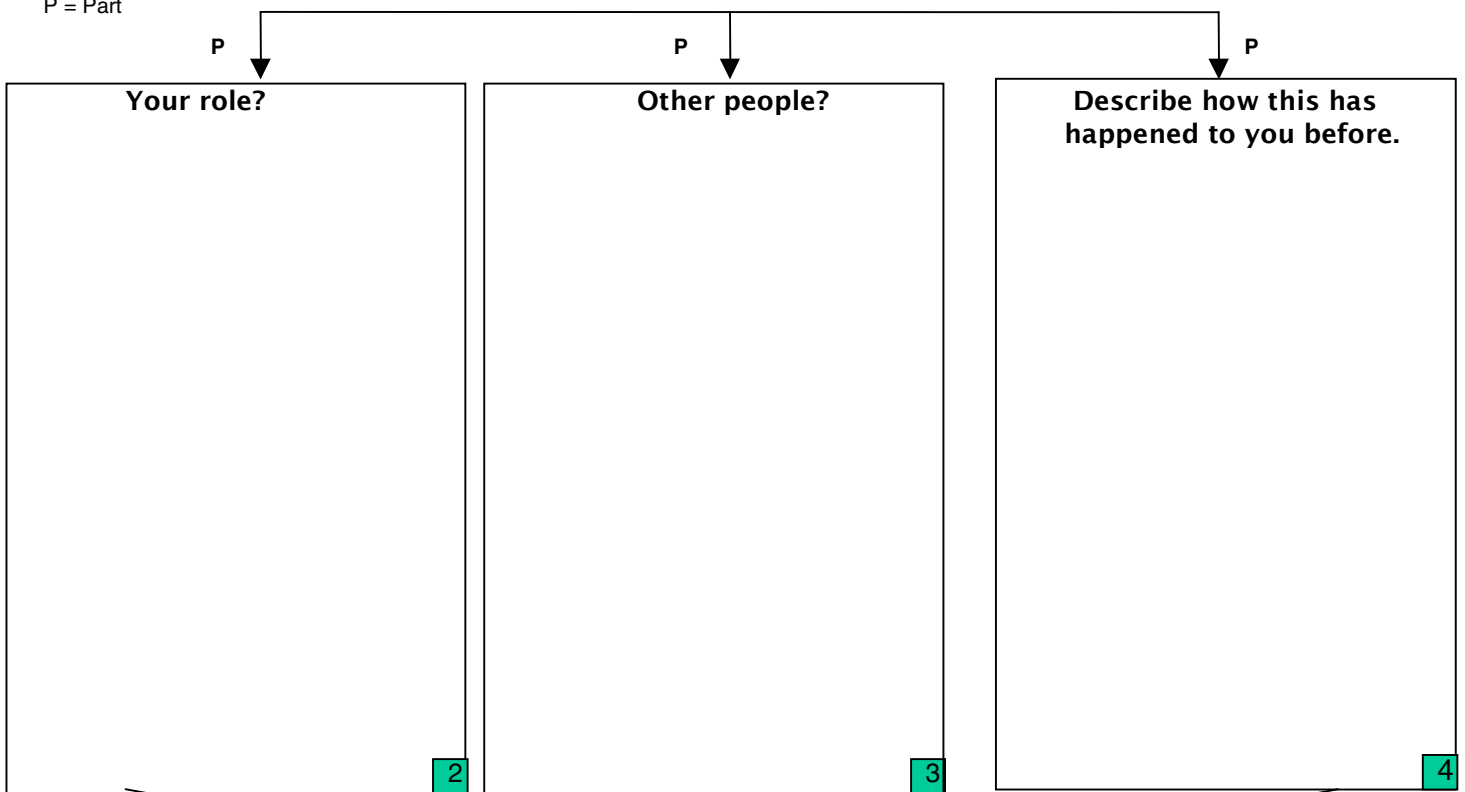 P = Part
P
P
P
Your role?
Other people?
Describe how this has
happened to you before.
2
3
4